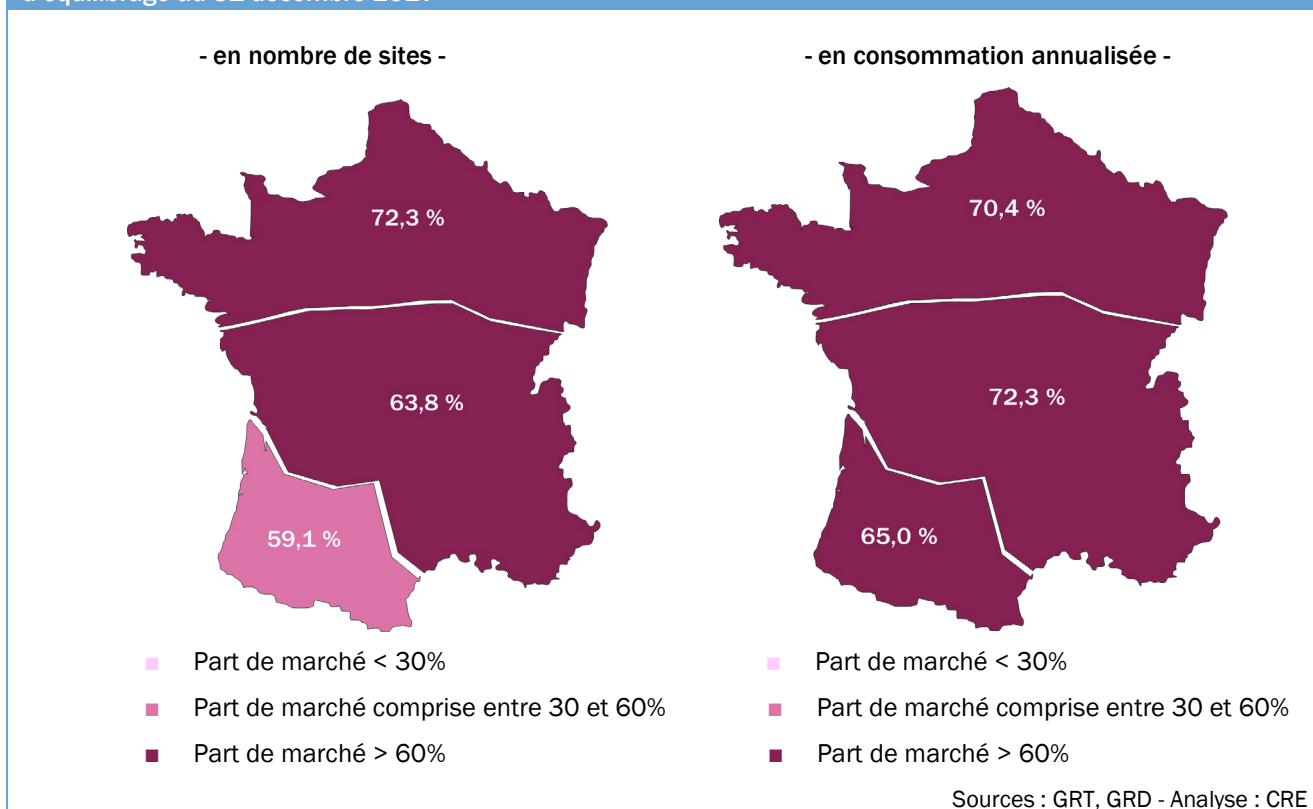 - en nombre de sites -
- en consommation annualisée -
72,3 %
63,8 %
59,1 %
70,4 %
72,3 %
65,0 %
Part de marché < 30%
Part de marché comprise entre 30 et 60%
Part de marché > 60%
Part de marché < 30%
Part de marché comprise entre 30 et 60%
Part de marché > 60%
Sources : GRT, GRD - Analyse : CRE